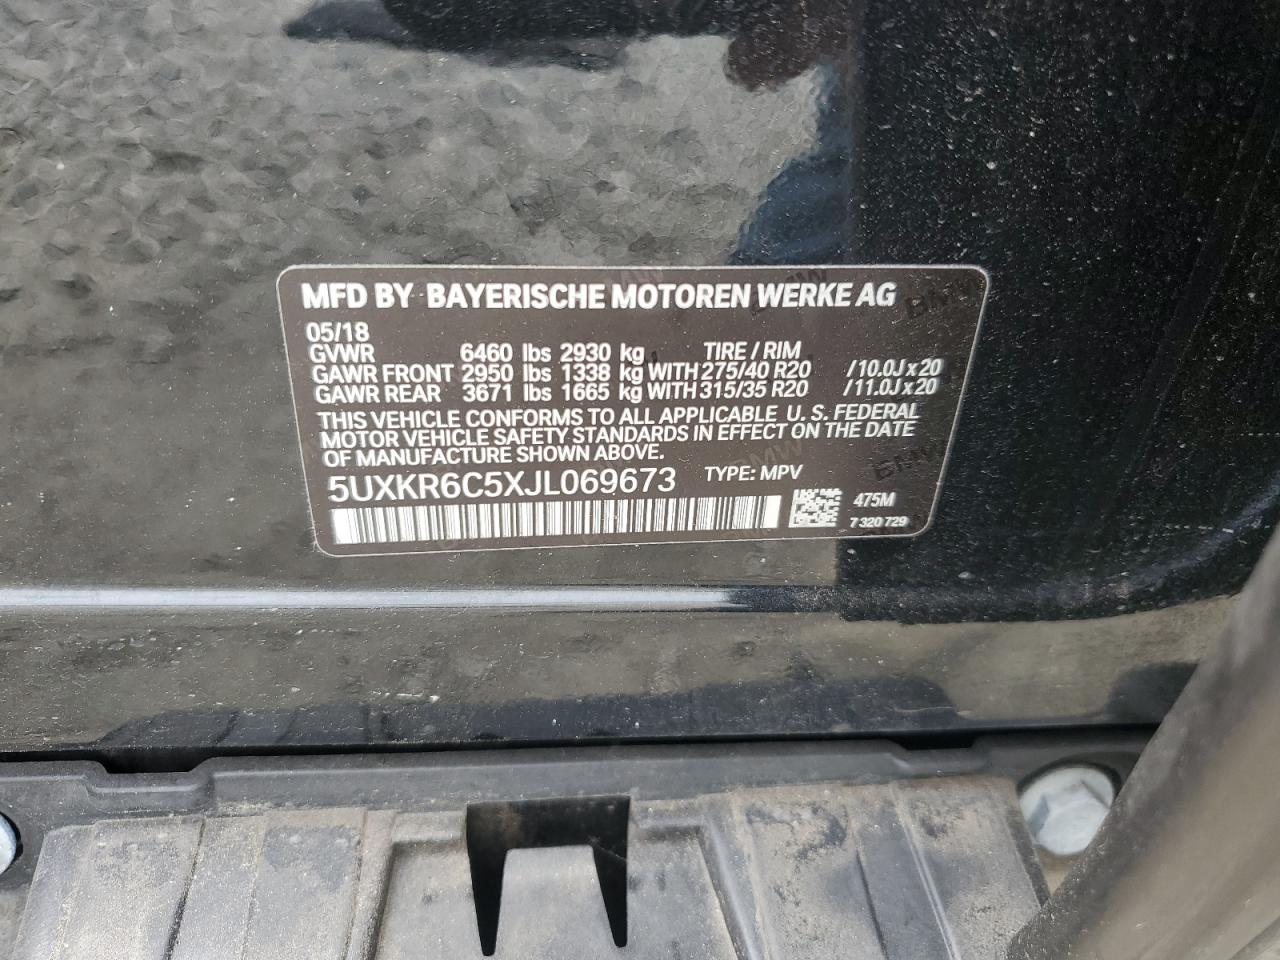 MFD BY BAYERISCHE MOTOREN WERKE AG
05/18
GVWR 6460 lbs 2930 kg TIRE / RIM
GAWR FRONT 2950 lbs 1338 kg WITH 275/40 R20 /10.0J x 20
GAWR REAR 3671 lbs 1665 kg WITH 315/35 R20 /11.0J x 20
THIS VEHICLE CONFORMS TO ALL APPLICABLE U. S. FEDERAL
MOTOR VEHICLE SAFETY STANDARDS IN EFFECT ON THE DATE
OF MANUFACTURE SHOWN ABOVE.
5UXKR6C5XJL069673 TYPE: MPV
475M
7 320 729